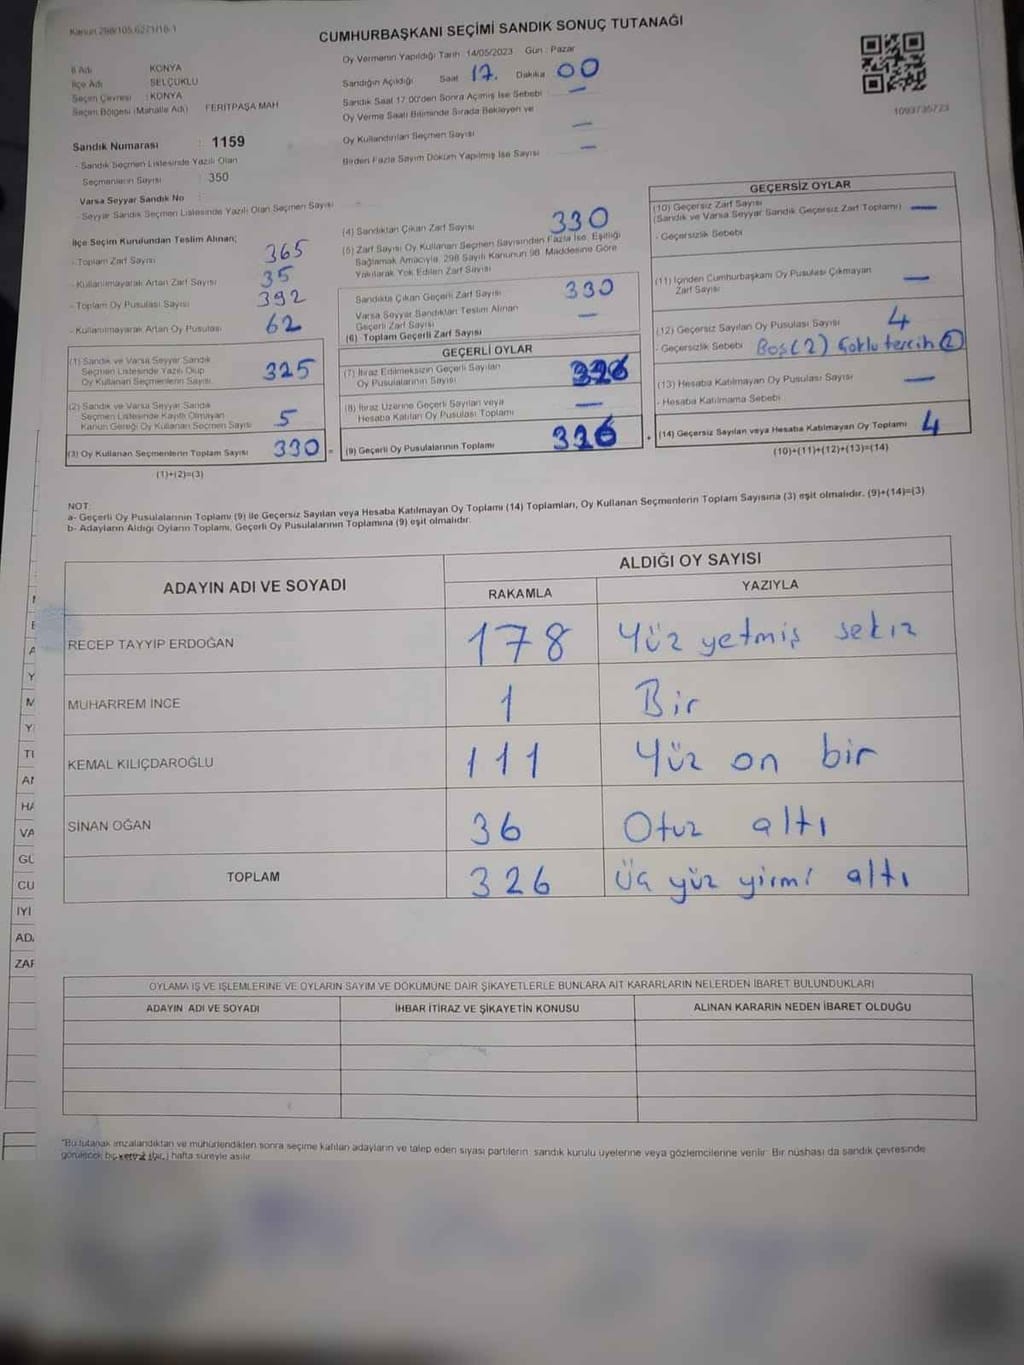 Kanun 298/105,6271/18-1
CUMHURBAŞKANI SEÇİMİ SANDIK SONUÇ TUTANAĞI
İl Adı KONYA
İlçe Adı SELÇUKLU
Seçim Çevresi : KONYA
Seçim Bölgesi (Mahalle Adı) FERİTPAŞA MAH
Oy Vermenin Yapıldığı Tarih : 14/05/2023 Gün : Pazar
Sandığın Açıldığı Saat 17. Dakika 00
Sandık Saat 17:00'den Sonra Açılmış İse Sebebi —
Oy Verme Saati Bitiminde Sırada Bekleyen ve
Oy Kullandırılan Seçmen Sayısı —
Birden Fazla Sayım Döküm Yapılmış İse Sayısı —
1093735723
Sandık Numarası : 1159
- Sandık Seçmen Listesinde Yazılı Olan
Seçmenlerin Sayısı : 350
Varsa Seyyar Sandık No :
- Seyyar Sandık Seçmen Listesinde Yazılı Olan Seçmen Sayısı
İlçe Seçim Kurulundan Teslim Alınan;
- Toplam Zarf Sayısı 365
- Kullanılmayarak Artan Zarf Sayısı 35
- Toplam Oy Pusulası Sayısı 392
- Kullanılmayarak Artan Oy Pusulası 62
(1) Sandık ve Varsa Seyyar Sandık
Seçmen Listesinde Yazılı Olup
Oy Kullanan Seçmenlerin Sayısı 325
(2) Sandık ve Varsa Seyyar Sandık
Seçmen Listesinde Kayıtlı Olmayan
Kanun Gereği Oy Kullanan Seçmen Sayısı 5
(3) Oy Kullanan Seçmenlerin Toplam Sayısı 330
(1)+(2)=(3)
(4) Sandıktan Çıkan Zarf Sayısı 330
(5) Zarf Sayısı Oy Kullanan Seçmen Sayısından Fazla İse, Eşitliği
Sağlamak Amacıyla, 298 Sayılı Kanunun 98. Maddesine Göre
Yakılarak Yok Edilen Zarf Sayısı
Sandıkta Çıkan Geçerli Zarf Sayısı 330
Varsa Seyyar Sandıktan Teslim Alınan
Geçerli Zarf Sayısı —
(6) -Toplam Geçerli Zarf Sayısı
GEÇERLİ OYLAR
(7) İtiraz Edilmeksizin Geçerli Sayılan
Oy Pusulalarının Sayısı 326
(8) İtiraz Üzerine Geçerli Sayılan veya
Hesaba Katılan Oy Pusulası Toplamı —
(9) Geçerli Oy Pusulalarının Toplamı 326
GEÇERSİZ OYLAR
(10) Geçersiz Zarf Sayısı
(Sandık ve Varsa Seyyar Sandık Geçersiz Zarf Toplamı) —
- Geçersizlik Sebebi
(11) İçinden Cumhurbaşkanı Oy Pusulası Çıkmayan
Zarf Sayısı —
(12) Geçersiz Sayılan Oy Pusulası Sayısı 4
- Geçersizlik Sebebi Boş (2) Çoklu tercih (2)
(13) Hesaba Katılmayan Oy Pusulası Sayısı —
- Hesaba Katılmama Sebebi
(14) Geçersiz Sayılan veya Hesaba Katılmayan Oy Toplamı 4
(10)+(11)+(12)+(13)=(14)
NOT:
a- Geçerli Oy Pusulalarının Toplamı (9) ile Geçersiz Sayılan veya Hesaba Katılmayan Oy Toplamı (14) Toplamları, Oy Kullanan Seçmenlerin Toplam Sayısına (3) eşit olmalıdır. (9)+(14)=(3)
b- Adayların Aldığı Oyların Toplamı, Geçerli Oy Pusulalarının Toplamına (9) eşit olmalıdır.
ADAYIN ADI VE SOYADI
ALDIĞI OY SAYISI
RAKAMLA YAZIYLA
RECEP TAYYİP ERDOĞAN 178 Yüz yetmiş sekiz
MUHARREM İNCE 1 Bir
KEMAL KILIÇDAROĞLU 111 Yüz on bir
SİNAN OĞAN 36 Otuz altı
TOPLAM 326 Üç yüz yirmi altı
OYLAMA İŞ VE İŞLEMLERİNE VE OYLARIN SAYIM VE DÖKÜMÜNE DAİR ŞİKAYETLERLE BUNLARA AİT KARARLARIN NELERDEN İBARET BULUNDUKLARI
ADAYIN ADI VE SOYADI İHBAR İTİRAZ VE ŞİKAYETİN KONUSU ALINAN KARARIN NEDEN İBARET OLDUĞU
*Bu tutanak imzalandıktan ve mühürlendikten sonra seçime katılan adayların ve talep eden siyasi partilerin sandık kurulu üyelerine veya gözlemcilerine verilir. Bir nüshası da sandık çevresinde
görülecek bir yere 1 (bir) hafta süreyle asılır.
YI
TI
HA
VA
GÜ
CU
İYİ
AD
ZAF